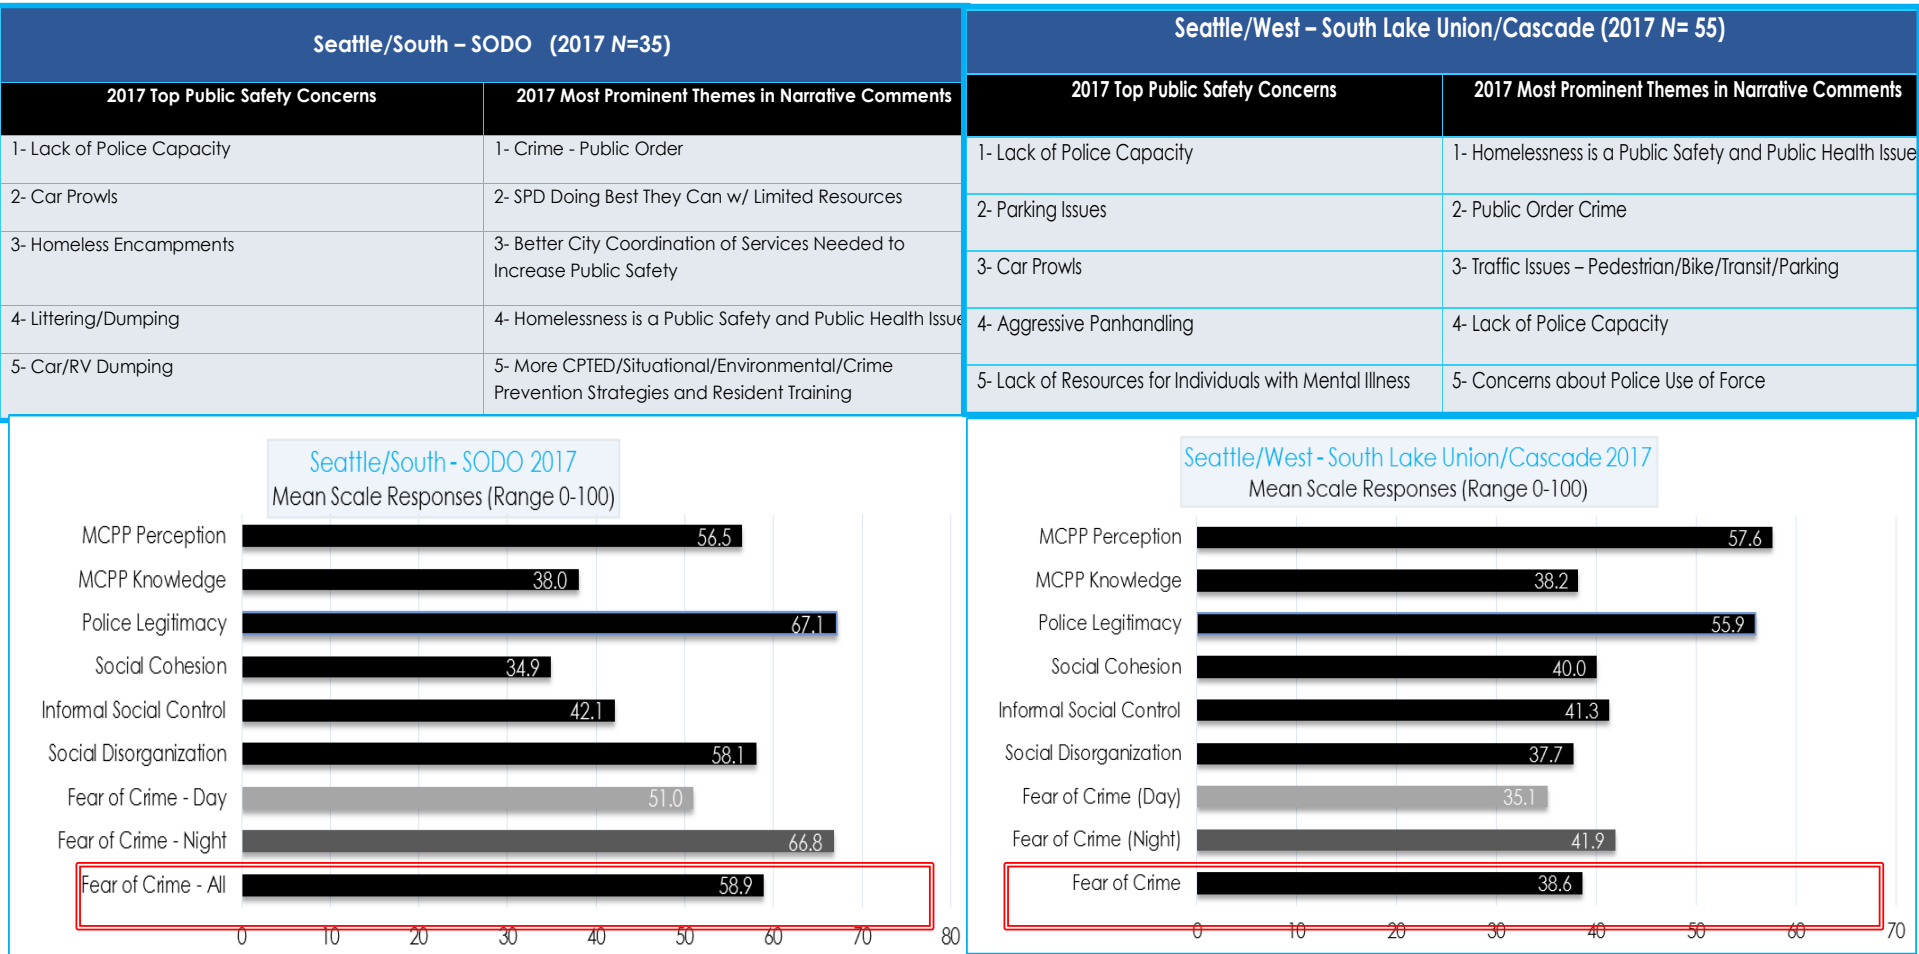 Seattle/South – SODO (2017 N=35)
2017 Top Public Safety Concerns
2017 Most Prominent Themes in Narrative Comments
1- Lack of Police Capacity
1- Crime - Public Order
2- Car Prowls
2- SPD Doing Best They Can w/ Limited Resources
3- Homeless Encampments
3- Better City Coordination of Services Needed to
Increase Public Safety
4- Littering/Dumping
4- Homelessness is a Public Safety and Public Health Issue
5- Car/RV Dumping
5- More CPTED/Situational/Environmental/Crime
Prevention Strategies and Resident Training
Seattle/West – South Lake Union/Cascade (2017 N= 55)
2017 Top Public Safety Concerns
2017 Most Prominent Themes in Narrative Comments
1- Lack of Police Capacity
1- Homelessness is a Public Safety and Public Health Issue
2- Parking Issues
2- Public Order Crime
3- Car Prowls
3- Traffic Issues – Pedestrian/Bike/Transit/Parking
4- Aggressive Panhandling
4- Lack of Police Capacity
5- Lack of Resources for Individuals with Mental Illness
5- Concerns about Police Use of Force
Seattle/South - SODO 2017
Mean Scale Responses (Range 0-100)
MCPP Perception 56.5
MCPP Knowledge 38.0
Police Legitimacy 67.1
Social Cohesion 34.9
Informal Social Control 42.1
Social Disorganization 58.1
Fear of Crime - Day 51.0
Fear of Crime - Night 66.8
Fear of Crime - All 58.9
0 10 20 30 40 50 60 70 80
Seattle/West - South Lake Union/Cascade 2017
Mean Scale Responses (Range 0-100)
MCPP Perception 57.6
MCPP Knowledge 38.2
Police Legitimacy 55.9
Social Cohesion 40.0
Informal Social Control 41.3
Social Disorganization 37.7
Fear of Crime (Day) 35.1
Fear of Crime (Night) 41.9
Fear of Crime 38.6
0 10 20 30 40 50 60 70